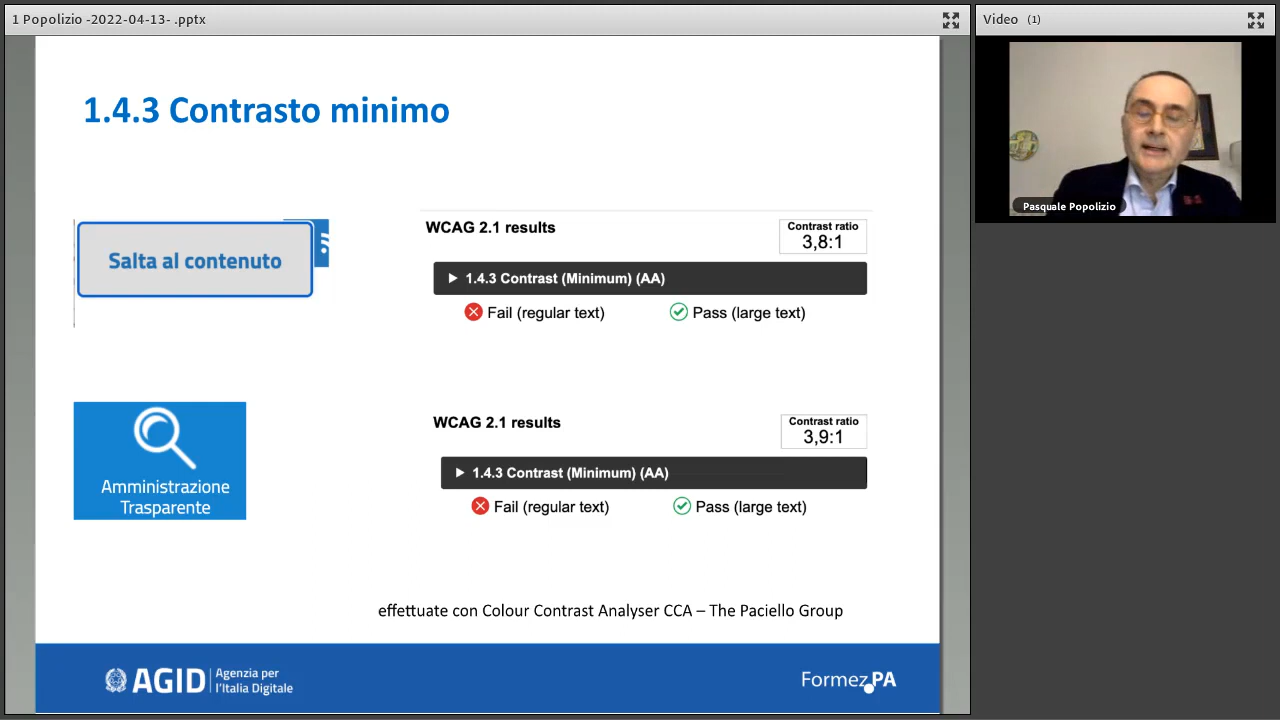 1 Popolizio -2022-04-13- .pptx
Video (1)
Pasquale Popolizio
1.4.3 Contrasto minimo
Salta al contenuto
WCAG 2.1 results
Contrast ratio
3,8:1
1.4.3 Contrast (Minimum) (AA)
Fail (regular text)
Pass (large text)
Amministrazione
Trasparente
WCAG 2.1 results
Contrast ratio
3,9:1
1.4.3 Contrast (Minimum) (AA)
Fail (regular text)
Pass (large text)
effettuate con Colour Contrast Analyser CCA – The Paciello Group
AGID
Agenzia per
l'Italia Digitale
Formez PA